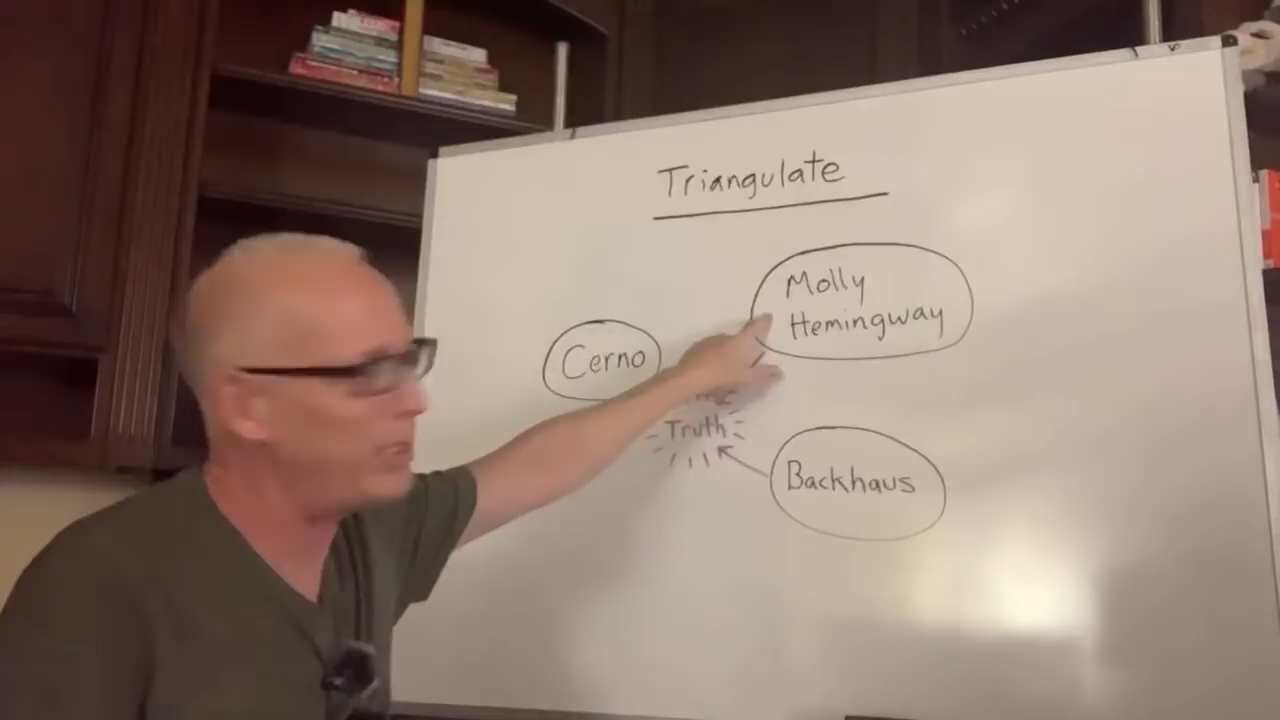 Triangulate
Molly
Hemingway
Cerno
Truth
Backhaus